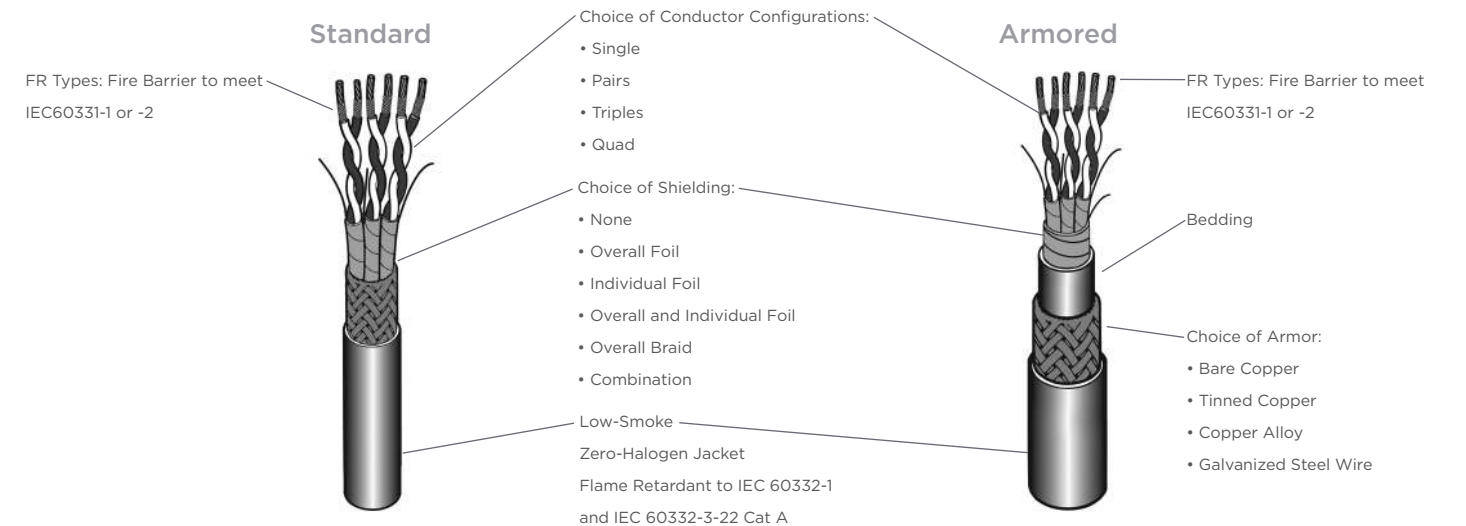 Standard
FR Types: Fire Barrier to meet
IEC60331-1 or -2
Choice of Conductor Configurations:
• Single
• Pairs
• Triples
• Quad
Choice of Shielding:
• None
• Overall Foil
• Individual Foil
• Overall and Individual Foil
• Overall Braid
• Combination
Low-Smoke
Zero-Halogen Jacket
Flame Retardant to IEC 60332-1
and IEC 60332-3-22 Cat A
Armored
FR Types: Fire Barrier to meet
IEC60331-1 or -2
Bedding
Choice of Armor:
• Bare Copper
• Tinned Copper
• Copper Alloy
• Galvanized Steel Wire